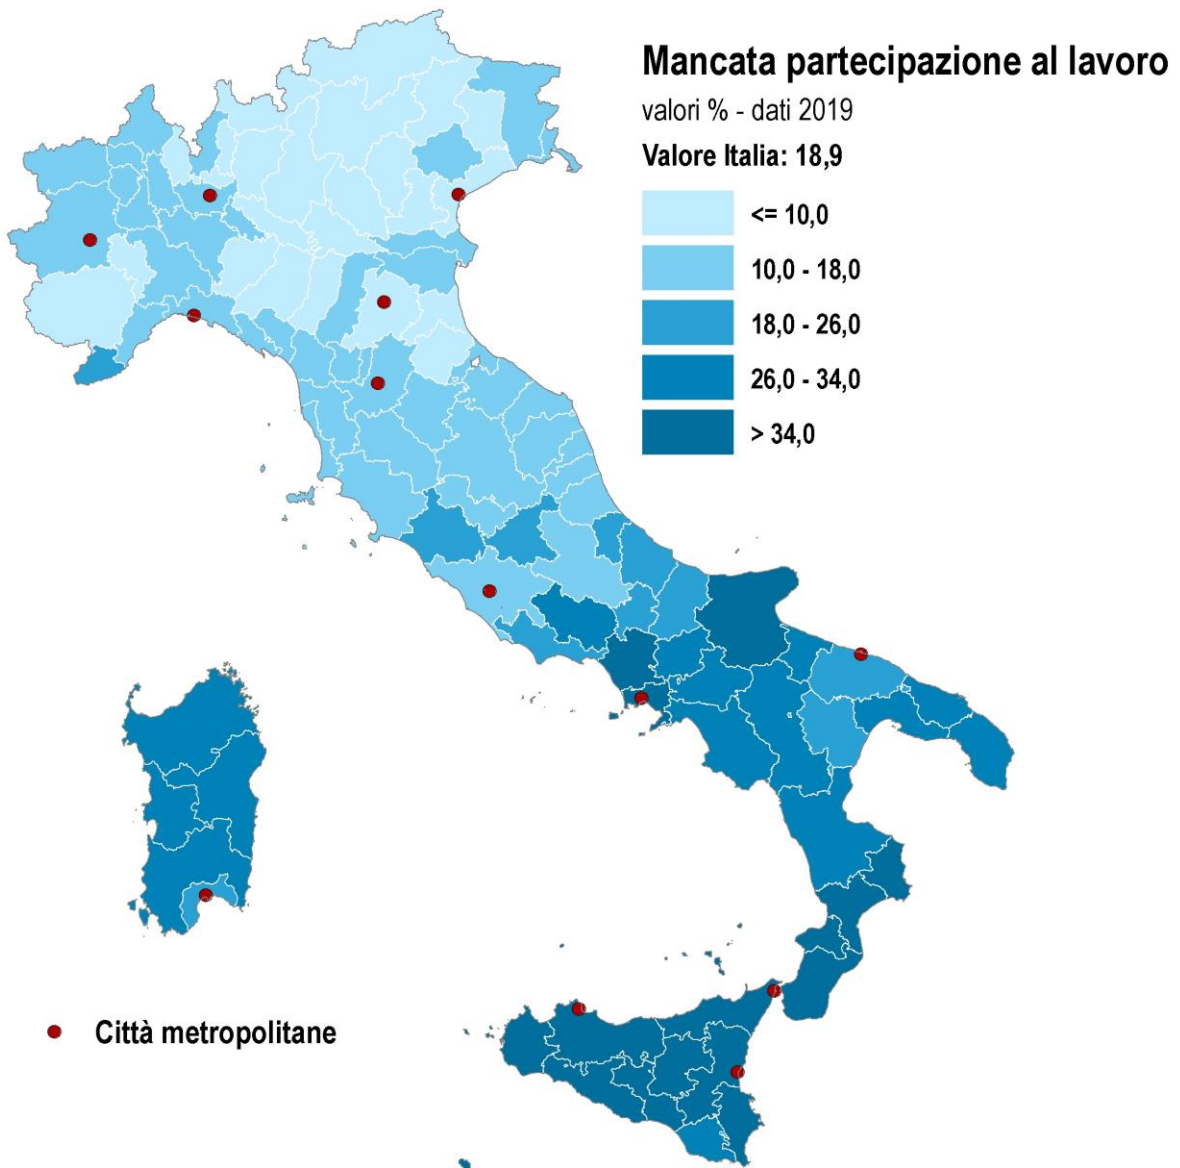 Mancata partecipazione al lavoro
valori % - dati 2019
Valore Italia: 18,9
<= 10,0
10,0 - 18,0
18,0 - 26,0
26,0 - 34,0
> 34,0
Città metropolitane